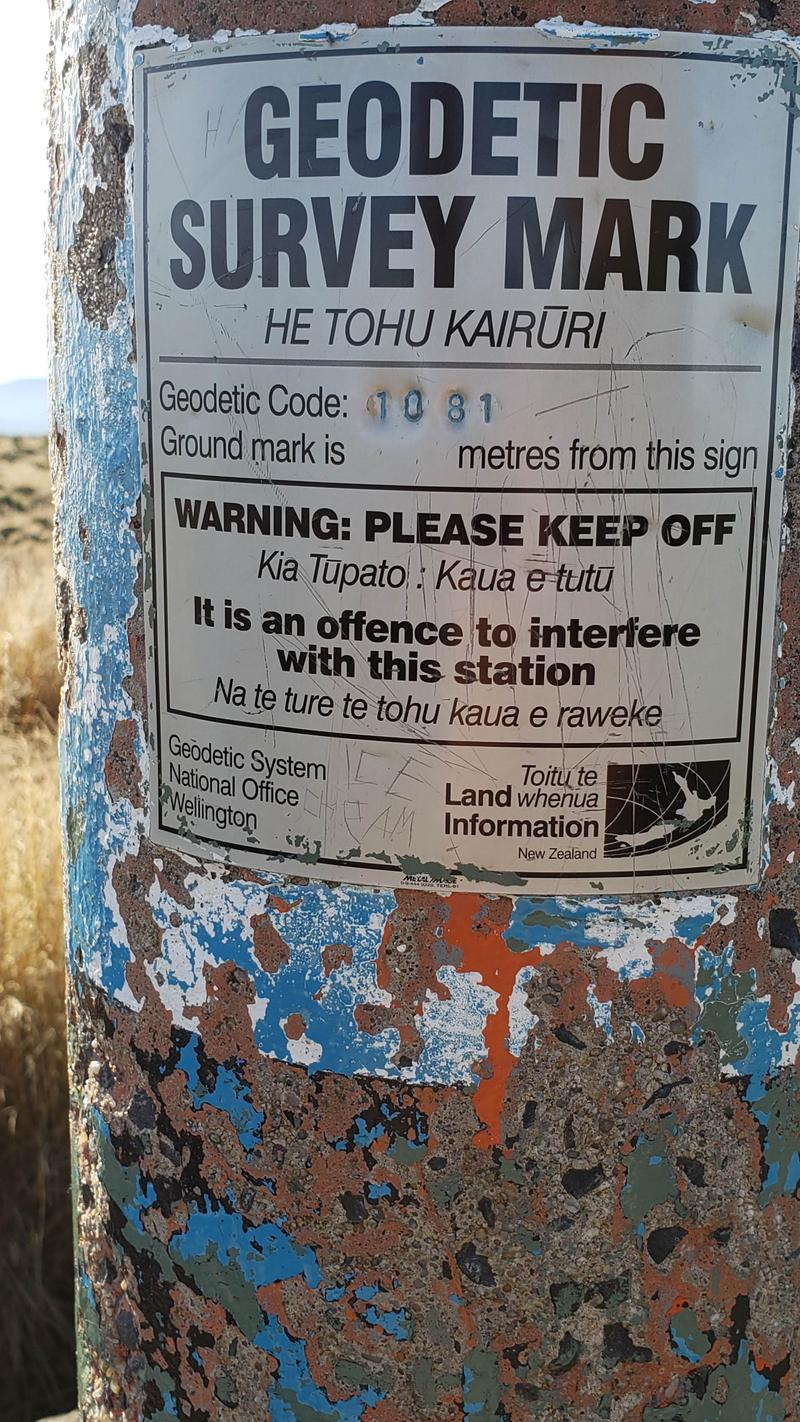 GEODETIC
SURVEY MARK
HE TOHU KAIRŪRI
Geodetic Code: 1081
Ground mark is metres from this sign
WARNING: PLEASE KEEP OFF
Kia Tūpato : Kaua e tutū
It is an offence to interfere
with this station
Na te ture te tohu kaua e raweke
Geodetic System
National Office
Wellington
Toitu te
Land whenua
Information
New Zealand